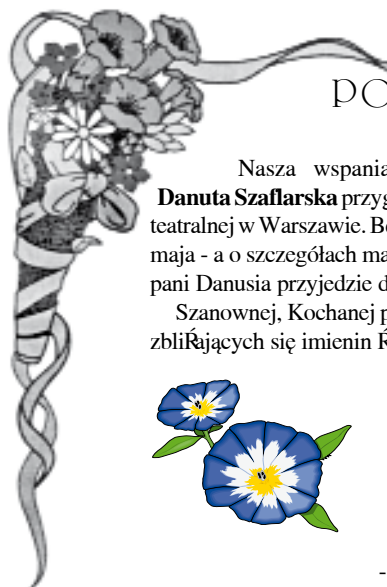 PO
Nasza wspania
Danuta Szaflarska przyg
teatralnej w Warszawie. Be
maja - a o szczegółach ma
pani Danusia przyjedzie d
Szanownej, Kochanej p
zbliŔających się imienin Ŕ
-